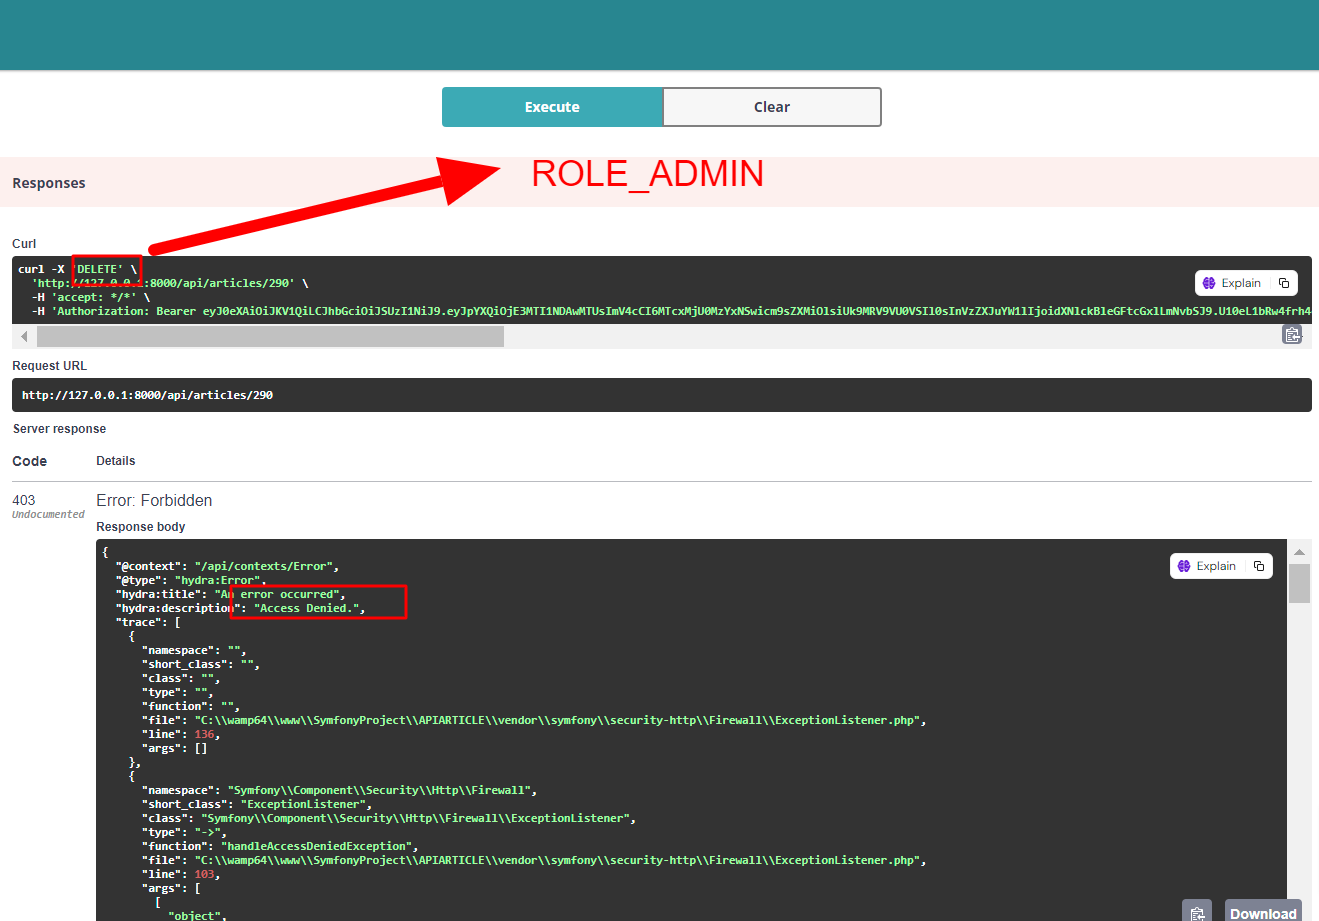 Execute
Clear
ROLE_ADMIN
Responses
Curl
curl -X 'DELETE' \
'http://127.0.0.1:8000/api/articles/290' \
-H 'accept: */*' \
Explain
-H 'Authorization: Bearer
Request URL
http://127.0.0.1:8000/api/articles/290
Server response
Code
Details
403
Undocumented
Error: Forbidden
Response body
{
"@context": "/api/contexts/Error",
"@type": "hydra:Error",
"hydra:title": "An error occurred",
"hydra:description": "Access Denied.",
"trace": [
{
"namespace": "",
"short_class": "",
"class": "",
"type": "",
"function": "",
"file": "C:\\wamp64\\www\\SymfonyProject\\APIARTICLE\\vendor\\symfony\\security-http\\Firewall\\ExceptionListener.php",
"line": 136,
"args": []
},
{
"namespace": "Symfony\\Component\\Security\\Http\\Firewall",
"short_class": "ExceptionListener",
"class": "Symfony\\Component\\Security\\Http\\Firewall\\ExceptionListener",
"type": "->",
"function": "handleAccessDeniedException",
"file": "C:\\wamp64\\www\\SymfonyProject\\APIARTICLE\\vendor\\symfony\\security-http\\Firewall\\ExceptionListener.php",
"line": 103,
"args": [
[
"object",
Explain
Download